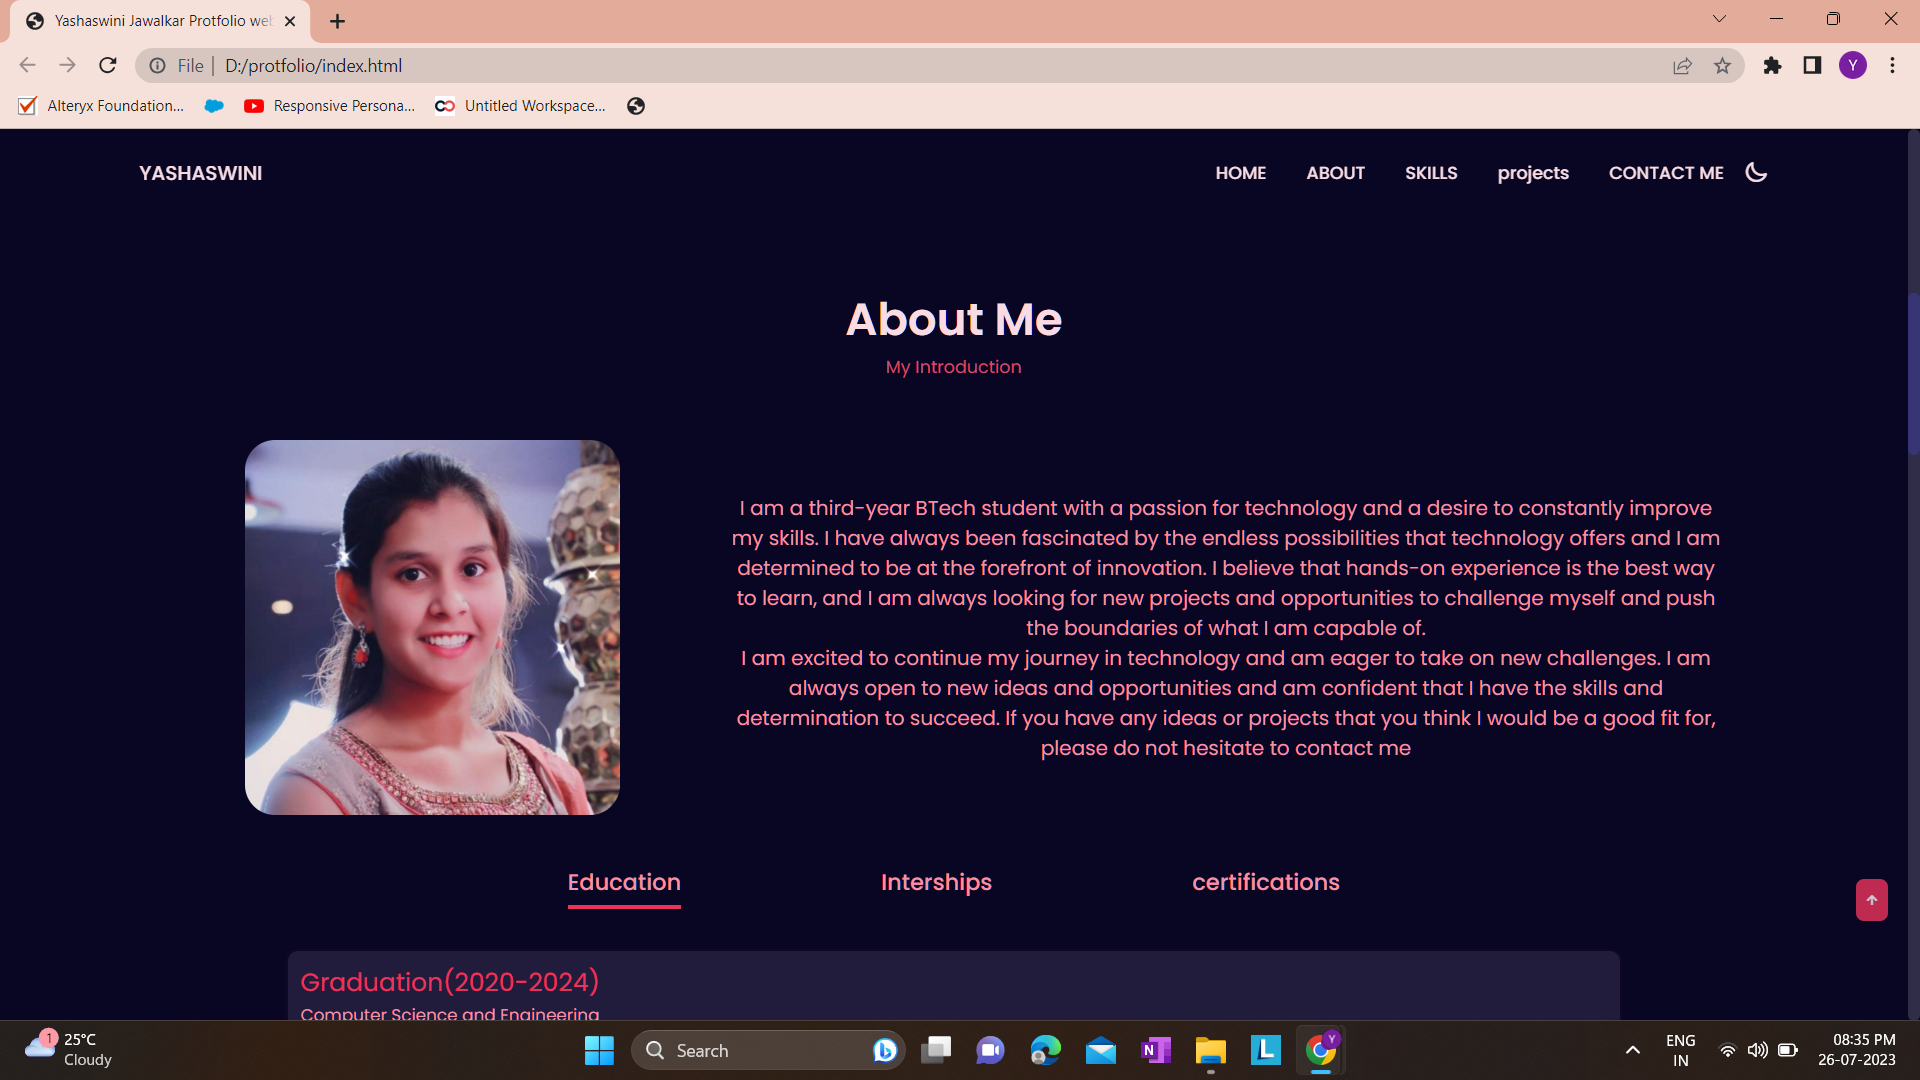 Yashaswini Jawalkar Protfolio web
File
D:/protfolio/index.html
Y
Alteryx Foundation...
Responsive Persona...
Untitled Workspace...
YASHASWINI
HOME
ABOUT
SKILLS
projects
CONTACT ME
About Me
My Introduction
I am a third-year BTech student with a passion for technology and a desire to constantly improve
my skills. I have always been fascinated by the endless possibilities that technology offers and I am
determined to be at the forefront of innovation. I believe that hands-on experience is the best way
to learn, and I am always looking for new projects and opportunities to challenge myself and push
the boundaries of what I am capable of.
I am excited to continue my journey in technology and am eager to take on new challenges. I am
always open to new ideas and opportunities and am confident that I have the skills and
determination to succeed. If you have any ideas or projects that you think I would be a good fit for,
please do not hesitate to contact me
Education
Interships
certifications
Graduation(2020-2024)
Computer Science and Engineering
1
25°C
Cloudy
Search
N
L
Y
ENG
IN
08:35 PM
26-07-2023